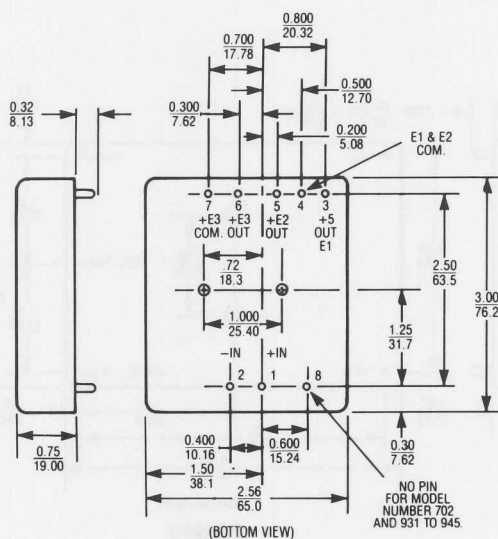 0.800
20.32
0.700
17.78
0.500
12.70
0.32
8.13
0.300
7.62
0.200
5.08
E1 & E2
COM.
7 6 5 4 3
+E3 +E3 +E2 +5
COM. OUT OUT OUT
E1
.72
18.3
2.50
63.5
3.00
76.2
1.000
25.40
1.25
31.7
−IN +IN
2 1 8
0.75
19.00
0.400
10.16
0.600
15.24
0.30
7.62
1.50
38.1
2.56
65.0
NO PIN
FOR MODEL
NUMBER 702
AND 931 TO 945.
(BOTTOM VIEW)